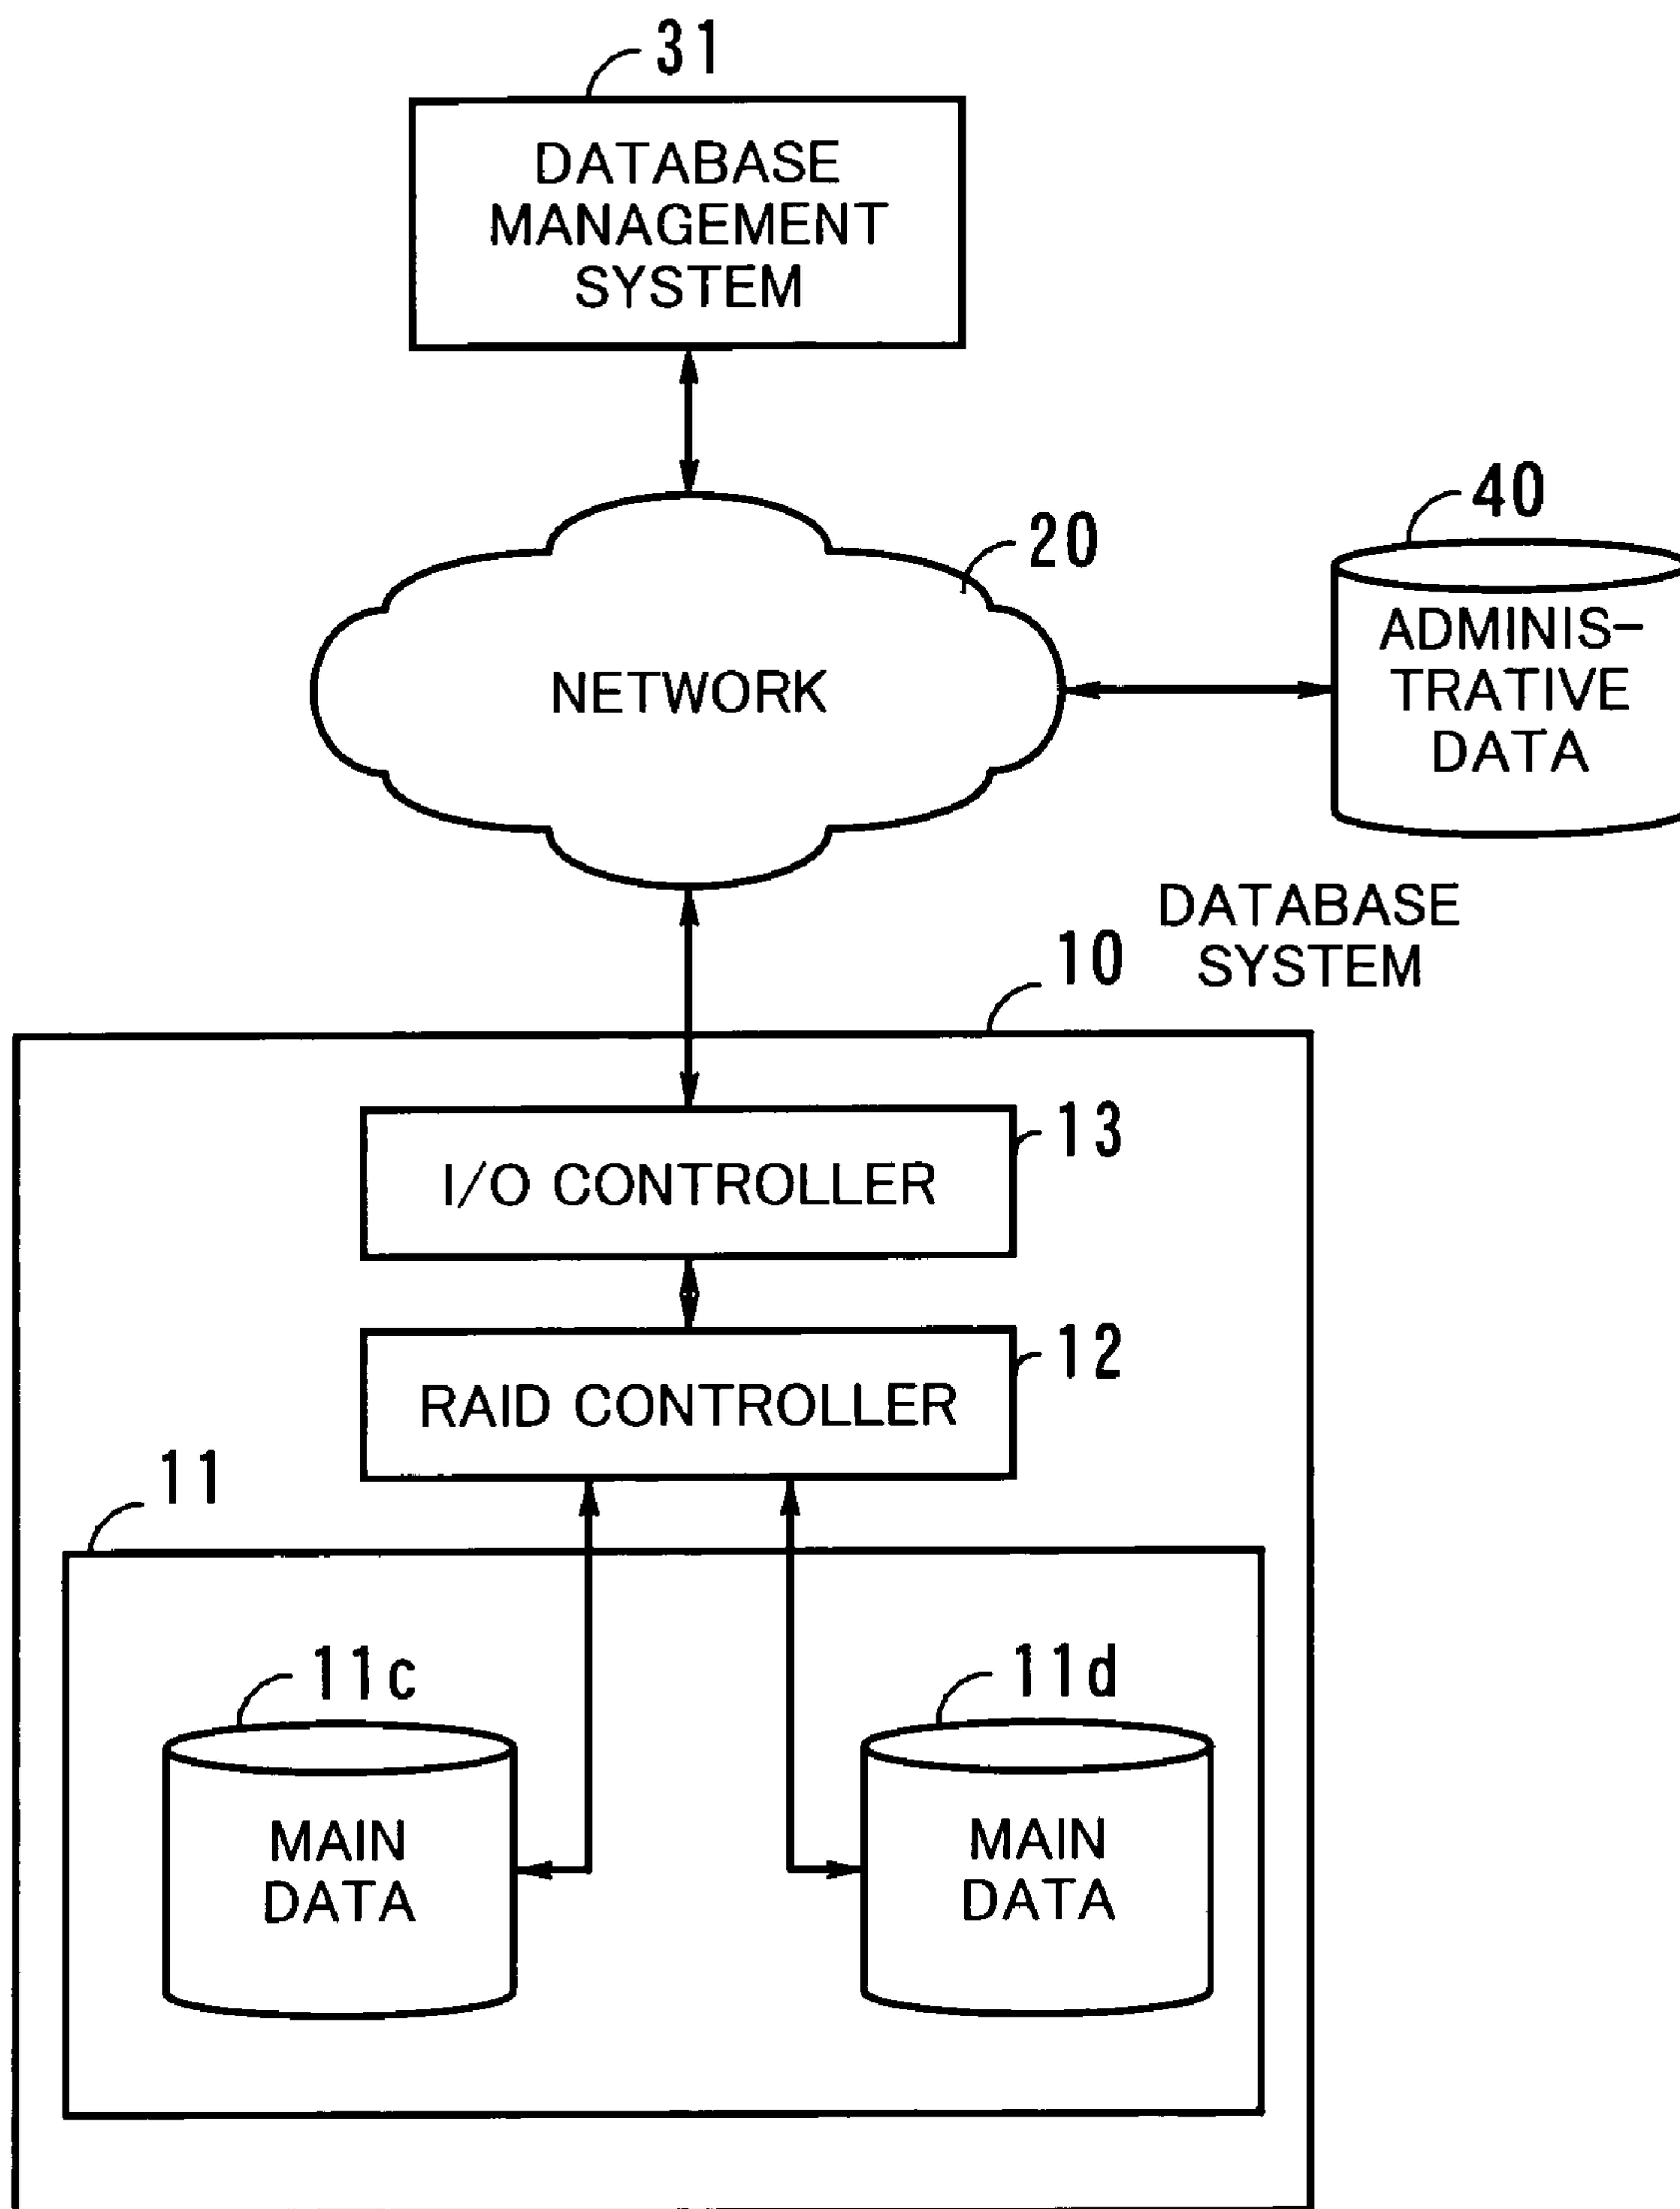 31
DATABASE
MANAGEMENT
SYSTEM
20
40
NETWORK
ADMINIS-
TRATIVE
DATA
DATABASE
SYSTEM
10
13
I/O CONTROLLER
12
RAID CONTROLLER
11
11c
11d
MAIN
DATA
MAIN
DATA